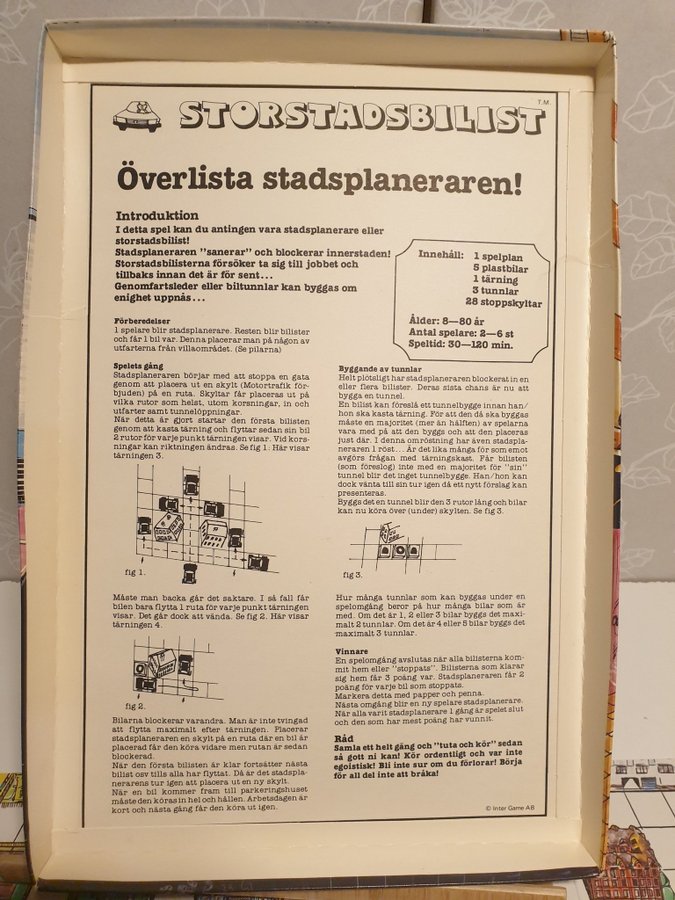 STORSTADSBILIST
T.M.
Överlista stadsplaneraren!
Introduktion
I detta spel kan du antingen vara stadsplanerare eller
storstadsbilist!
Stadsplaneraren "sanerar" och blockerar innerstaden!
Storstadsbilisterna försöker ta sig till jobbet och
tillbaks innan det är för sent...
Genomfartsleder eller biltunnlar kan byggas om
enighet uppnås...
Innehåll: 1 spelplan
5 plastbilar
1 tärning
3 tunnlar
28 stoppskyltar
Ålder: 8—80 år
Antal spelare: 2—6 st
Speltid: 30—120 min.
Förberedelser
1 spelare blir stadsplanerare. Resten blir bilister
och får 1 bil var. Denna placerar man på någon av
utfarterna från villaområdet. (Se pilarna)
Spelets gång
Stadsplaneraren börjar med att stoppa en gata
genom att placera ut en skylt (Motortrafik för-
bjuden) på en ruta. Skyltar får placeras ut på
vilka rutor som helst, utom korsningar, in och
utfarter samt tunnelöppningar.
När detta är gjort startar den första bilisten
genom att kasta tärning och flyttar sedan sin bil
2 rutor för varje punkt tärningen visar. Vid kors-
ningar kan riktningen ändras. Se fig 1. Här visar
tärningen 3.
fig 1.
Måste man backa går det saktare. I så fall får
bilen bara flytta 1 ruta för varje punkt tärningen
visar. Det går dock att vända. Se fig 2. Här visar
tärningen 4.
fig 2.
Bilarna blockerar varandra. Man är inte tvingad
att flytta maximalt efter tärningen. Placerar
stadsplaneraren en skylt på en ruta där en bil är
placerad får den köra vidare men rutan är sedan
blockerad.
När den första bilisten är klar fortsätter nästa
bilist osv tills alla har flyttat. Då är det stadspla-
nerarens tur igen att placera ut en ny skylt.
När en bil kommer fram till parkeringshuset
måste den köras in hel och hållen. Arbetsdagen är
kort och nästa gång får den köra ut igen.
Byggande av tunnlar
Helt plötsligt har stadsplaneraren blockerat in en
eller flera bilister. Deras sista chans är nu att
bygga en tunnel.
En bilist kan föreslå ett tunnelbygge innan han/
hon ska kasta tärning. För att den då ska byggas
måste en majoritet (mer än hälften) av spelarna
vara med på att den byggs och att den placeras
just där. I denna omröstning har även stadspla-
neraren 1 röst... Är det lika många för som emot
avgörs frågan med tärningskast. Får bilisten
(som föreslog) inte med en majoritet för "sin"
tunnel blir det inget tunnelbygge. Han/hon kan
dock vänta till sin tur igen då ett nytt förslag kan
presenteras.
Byggs det en tunnel blir den 3 rutor lång och bilar
kan nu köra över (under) skylten. Se fig 3.
fig 3.
Hur många tunnlar som kan byggas under en
spelomgång beror på hur många bilar som är
med. Om det är 1, 2 eller 3 bilar byggs det maxi-
malt 2 tunnlar. Om det är 4 eller 5 bilar byggs det
maximalt 3 tunnlar.
Vinnare
En spelomgång avslutas när alla bilisterna kom-
mit hem eller "stoppats". Bilisterna som klarar
sig hem får 3 poäng var. Stadsplaneraren får 2
poäng för varje bil som stoppats.
Markera detta med papper och penna.
Nästa omgång blir en ny spelare stadsplanerare.
När alla varit stadsplanerare 1 gång är spelet slut
och den som har mest poäng har vunnit.
Råd
Samla ett helt gäng och "tuta och kör" sedan
så gott ni kan! Kör ordentligt och var inte
egoistisk! Bli inte sur om du förlorar! Börja
för all del inte att bråka!
© Inter Game AB